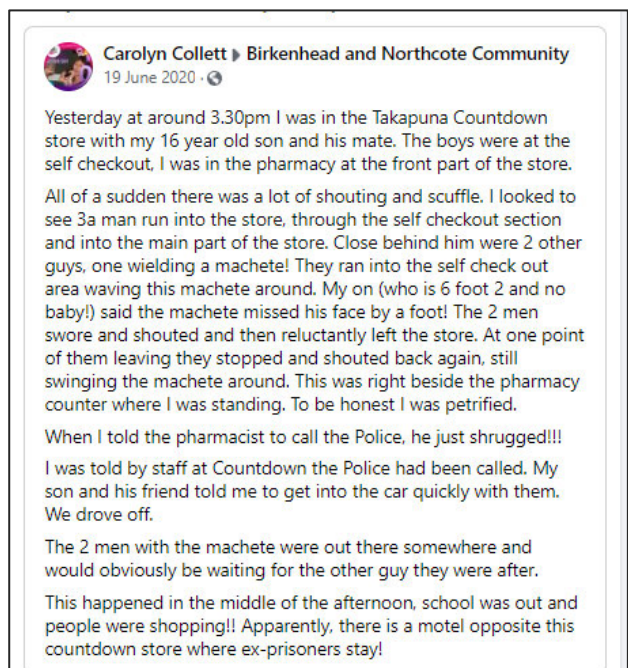 Carolyn Collett ▸ Birkenhead and Northcote Community
19 June 2020 ·
Yesterday at around 3.30pm I was in the Takapuna Countdown
store with my 16 year old son and his mate. The boys were at the
self checkout, I was in the pharmacy at the front part of the store.
All of a sudden there was a lot of shouting and scuffle. I looked to
see 3a man run into the store, through the self checkout section
and into the main part of the store. Close behind him were 2 other
guys, one wielding a machete! They ran into the self check out
area waving this machete around. My on (who is 6 foot 2 and no
baby!) said the machete missed his face by a foot! The 2 men
swore and shouted and then reluctantly left the store. At one point
of them leaving they stopped and shouted back again, still
swinging the machete around. This was right beside the pharmacy
counter where I was standing. To be honest I was petrified.
When I told the pharmacist to call the Police, he just shrugged!!!
I was told by staff at Countdown the Police had been called. My
son and his friend told me to get into the car quickly with them.
We drove off.
The 2 men with the machete were out there somewhere and
would obviously be waiting for the other guy they were after.
This happened in the middle of the afternoon, school was out and
people were shopping!! Apparently, there is a motel opposite this
countdown store where ex-prisoners stay!